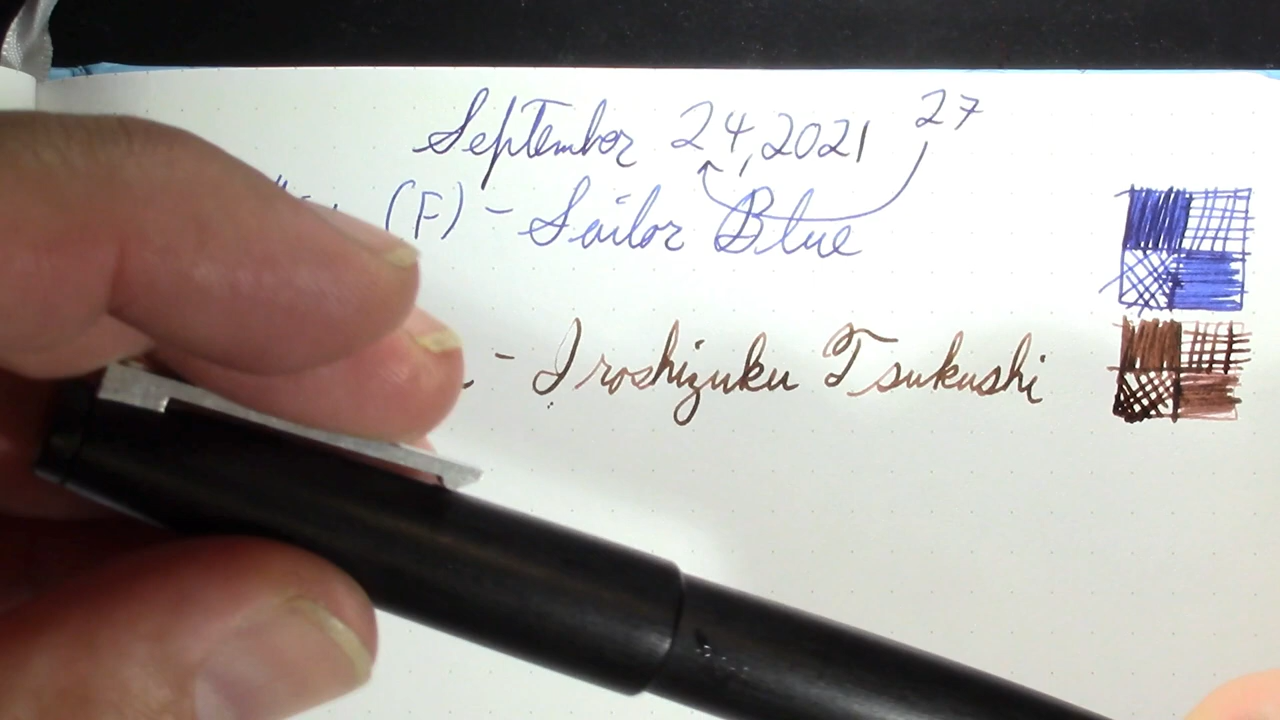 September 24, 2021 27
(F) - Sailor Blue
- Iroshizuku Tsukushi